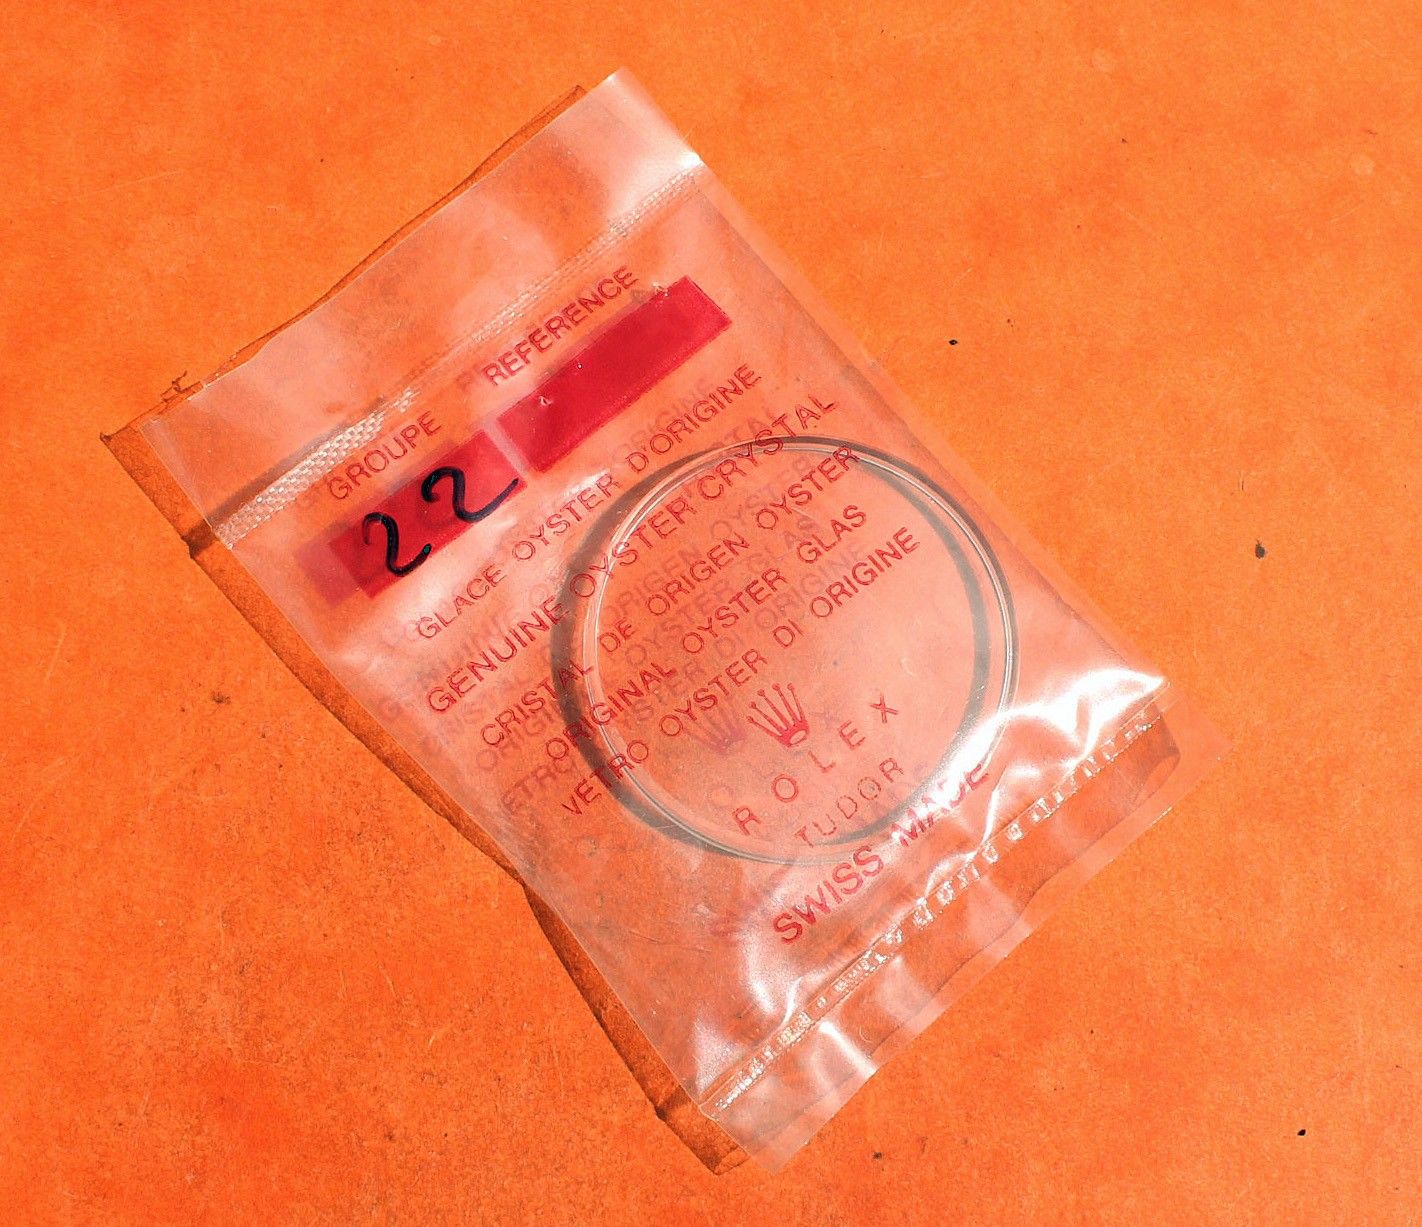 GROUPE REFERENCE
22
GLACE OYSTER D'ORIGINE
GENUINE OYSTER CRYSTAL
CRISTAL DE ORIGEN OYSTER
ORIGINAL OYSTER GLAS
VETRO OYSTER DI ORIGINE
ROLEX
TUDOR
SWISS MADE